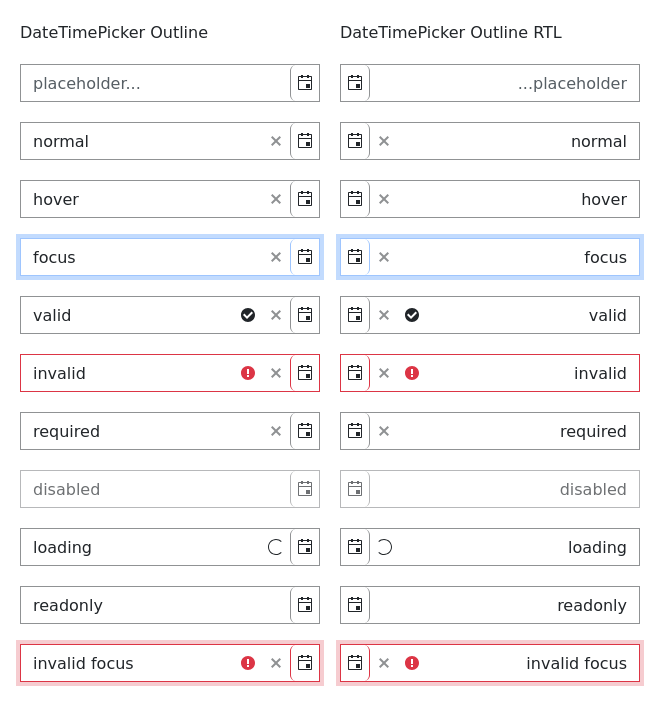 DateTimePicker Outline
DateTimePicker Outline RTL
placeholder...
...placeholder
normal
normal
hover
hover
focus
focus
valid
valid
invalid
invalid
required
required
disabled
disabled
loading
loading
readonly
readonly
invalid focus
invalid focus